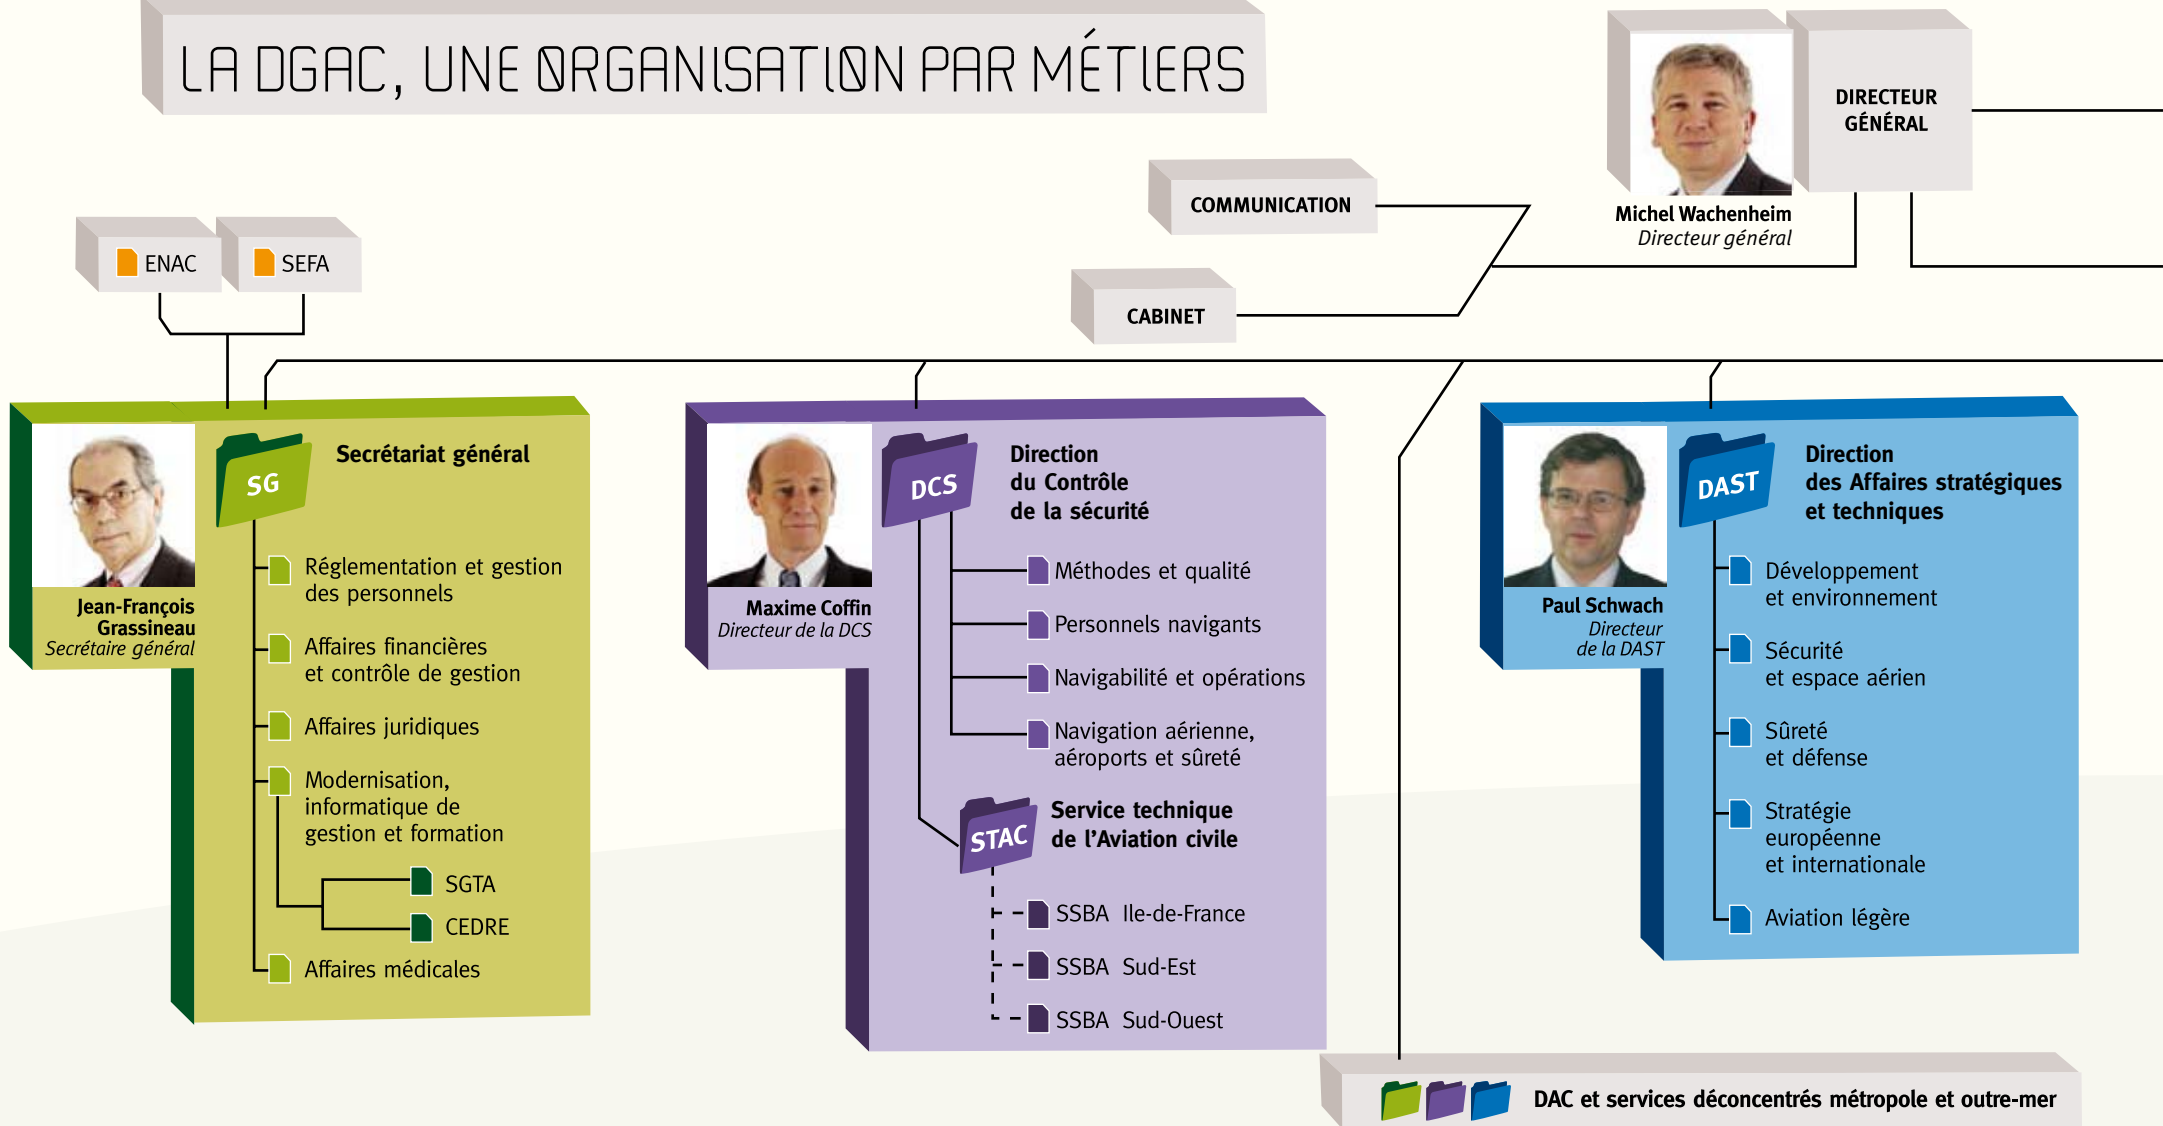 LA DGAC, UNE ORGANISATION PAR MÉTIERS
DIRECTEUR
GÉNÉRAL
Michel Wachenheim
Directeur général
COMMUNICATION
CABINET
ENAC
SEFA
SG
Secrétariat général
Jean-François
Grassineau
Secrétaire général
Réglementation et gestion
des personnels
Affaires financières
et contrôle de gestion
Affaires juridiques
Modernisation,
informatique de
gestion et formation
SGTA
CEDRE
Affaires médicales
DCS
Direction
du Contrôle
de la sécurité
Maxime Coffin
Directeur de la DCS
Méthodes et qualité
Personnels navigants
Navigabilité et opérations
Navigation aérienne,
aéroports et sûreté
STAC
Service technique
de l'Aviation civile
SSBA Ile-de-France
SSBA Sud-Est
SSBA Sud-Ouest
DAST
Direction
des Affaires stratégiques
et techniques
Paul Schwach
Directeur
de la DAST
Développement
et environnement
Sécurité
et espace aérien
Sûreté
et défense
Stratégie
européenne
et internationale
Aviation légère
DAC et services déconcentrés métropole et outre-mer